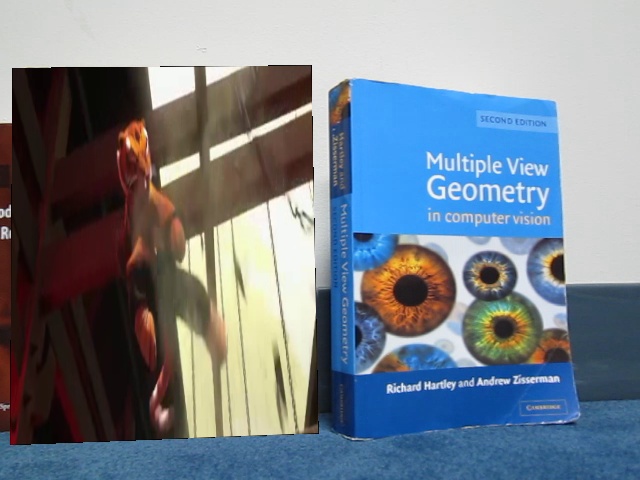 SECOND EDITION
Multiple View
Geometry
in computer vision
Richard Hartley and Andrew Zisserman
CAMBRIDGE
Hartley and
Zisserman
Multiple View Geometry